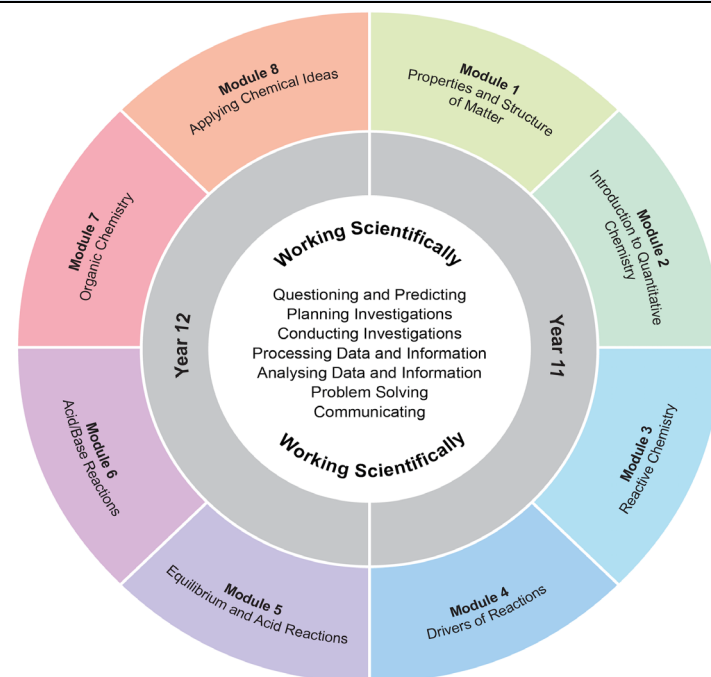 Module 1
Properties and Structure
of Matter
Module 2
Introduction to Quantitative
Chemistry
Module 3
Reactive Chemistry
Module 4
Drivers of Reactions
Module 5
Equilibrium and Acid Reactions
Module 6
Acid/Base Reactions
Module 7
Organic Chemistry
Module 8
Applying Chemical Ideas
Year 11
Year 12
Working Scientifically
Questioning and Predicting
Planning Investigations
Conducting Investigations
Processing Data and Information
Analysing Data and Information
Problem Solving
Communicating
Working Scientifically